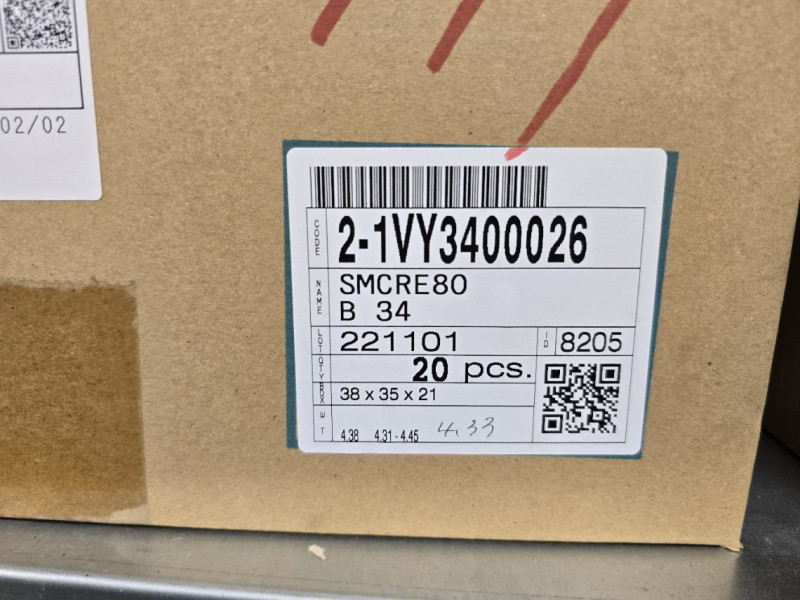 02/02
CODE
2-1VY3400026
NAME
SMCRE80
B 34
LOT
221101
ID
8205
QTY
20 pcs.
BOX
38 x 35 x 21
WT
4.38 4.31 - 4.45 4.33